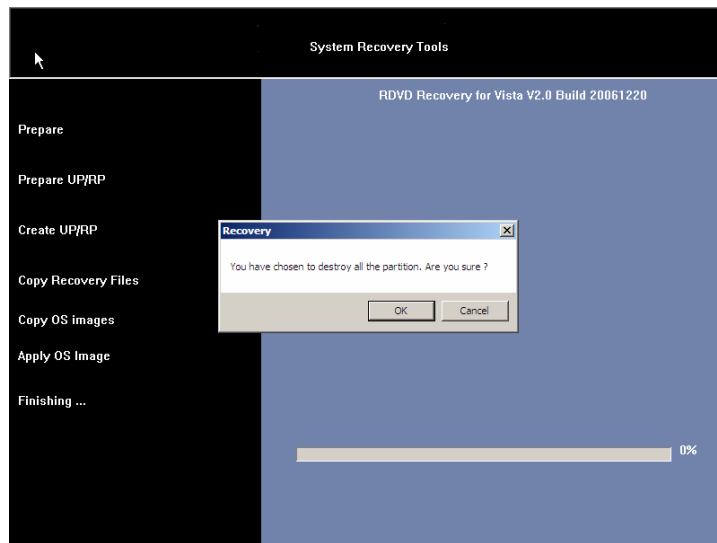 System Recovery Tools
RDVD Recovery for Vista V2.0 Build 20061220
Prepare
Prepare UP/RP
Create UP/RP
Copy Recovery Files
Copy OS images
Apply OS Image
Finishing ...
Recovery
You have chosen to destroy all the partition. Are you sure ?
OK Cancel
0%